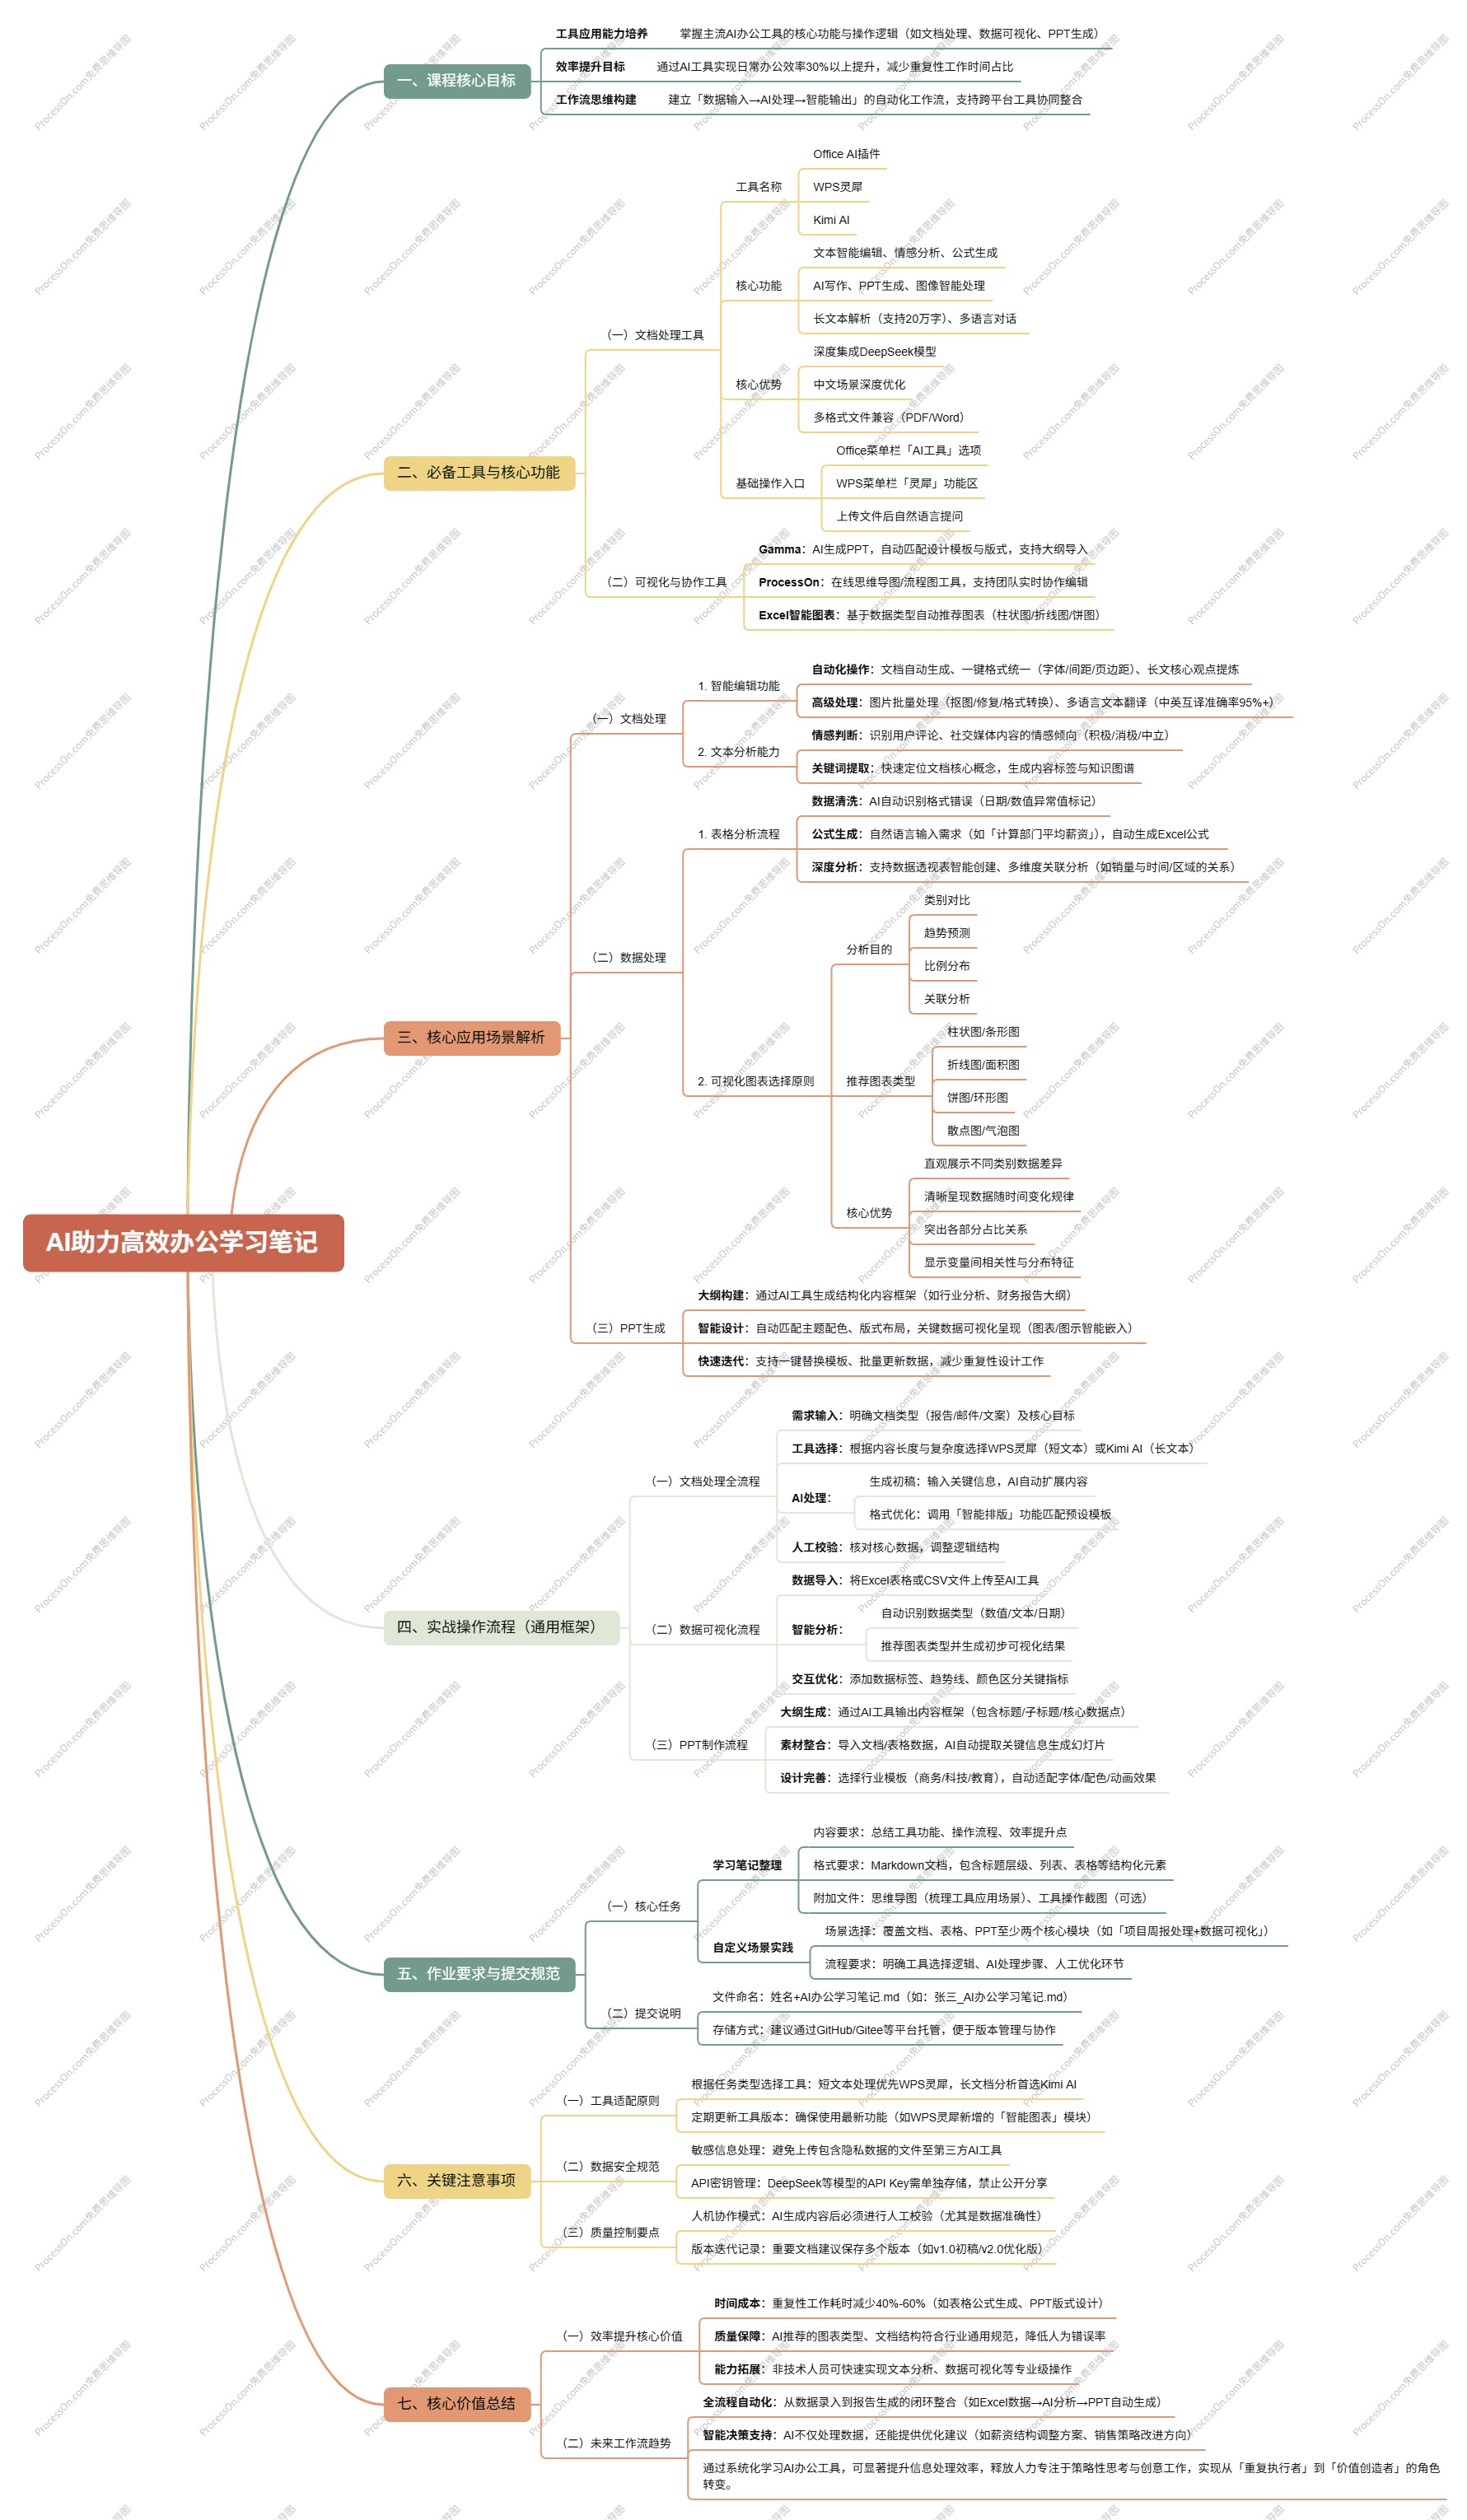 一、课程核心目标
工具应用能力培养 掌握主流AI办公工具的核心功能与操作逻辑（如文档处理、数据可视化、PPT生成）
效率提升目标 通过AI工具实现日常办公效率30%以上提升，减少重复性工作时间占比
工作流思维构建 建立「数据输入→AI处理→智能输出」的自动化工作流，支持跨平台工具协同整合
二、必备工具与核心功能
（一）文档处理工具
工具名称
Office AI插件
WPS灵犀
Kimi AI
核心功能
文本智能编辑、情感分析、公式生成
AI写作、PPT生成、图像智能处理
长文本解析（支持20万字）、多语言对话
核心优势
深度集成DeepSeek模型
中文场景深度优化
多格式文件兼容（PDF/Word）
基础操作入口
Office菜单栏「AI工具」选项
WPS菜单栏「灵犀」功能区
上传文件后自然语言提问
（二）可视化与协作工具
Gamma：AI生成PPT，自动匹配设计模板与版式，支持大纲导入
ProcessOn：在线思维导图/流程图工具，支持团队实时协作编辑
Excel智能图表：基于数据类型自动推荐图表（柱状图/折线图/饼图）
三、核心应用场景解析
（一）文档处理
1. 智能编辑功能
自动化操作：文档自动生成、一键格式统一（字体/间距/页边距）、长文核心观点提炼
高级处理：图片批量处理（抠图/修复/格式转换）、多语言文本翻译（中英互译准确率95%+）
2. 文本分析能力
情感判断：识别用户评论、社交媒体内容的情感倾向（积极/消极/中立）
关键词提取：快速定位文档核心概念，生成内容标签与知识图谱
（二）数据处理
1. 表格分析流程
数据清洗：AI自动识别格式错误（日期/数值异常值标记）
公式生成：自然语言输入需求（如「计算部门平均薪资」），自动生成Excel公式
深度分析：支持数据透视表智能创建、多维度关联分析（如销量与时间/区域的关系）
2. 可视化图表选择原则
分析目的
类别对比
趋势预测
比例分布
关联分析
推荐图表类型
柱状图/条形图
折线图/面积图
饼图/环形图
散点图/气泡图
核心优势
直观展示不同类别数据差异
清晰呈现数据随时间变化规律
突出各部分占比关系
显示变量间相关性与分布特征
（三）PPT生成
大纲构建：通过AI工具生成结构化内容框架（如行业分析、财务报告大纲）
智能设计：自动匹配主题配色、版式布局，关键数据可视化呈现（图表/图示智能嵌入）
快速迭代：支持一键替换模板、批量更新数据，减少重复性设计工作
AI助力高效办公学习笔记
四、实战操作流程（通用框架）
（一）文档处理全流程
需求输入：明确文档类型（报告/邮件/文案）及核心目标
工具选择：根据内容长度与复杂度选择WPS灵犀（短文本）或Kimi AI（长文本）
AI处理：
生成初稿：输入关键信息，AI自动扩展内容
格式优化：调用「智能排版」功能匹配预设模板
人工校验：核对核心数据，调整逻辑结构
（二）数据可视化流程
数据导入：将Excel表格或CSV文件上传至AI工具
智能分析：
自动识别数据类型（数值/文本/日期）
推荐图表类型并生成初步可视化结果
交互优化：添加数据标签、趋势线、颜色区分关键指标
（三）PPT制作流程
大纲生成：通过AI工具输出内容框架（包含标题/子标题/核心数据点）
素材整合：导入文档/表格数据，AI自动提取关键信息生成幻灯片
设计完善：选择行业模板（商务/科技/教育），自动适配字体/配色/动画效果
五、作业要求与提交规范
（一）核心任务
学习笔记整理
内容要求：总结工具功能、操作流程、效率提升点
格式要求：Markdown文档，包含标题层级、列表、表格等结构化元素
附加文件：思维导图（梳理工具应用场景）、工具操作截图（可选）
自定义场景实践
场景选择：覆盖文档、表格、PPT至少两个核心模块（如「项目周报处理+数据可视化」）
流程要求：明确工具选择逻辑、AI处理步骤、人工优化环节
（二）提交说明
文件命名：姓名+AI办公学习笔记.md（如：张三_AI办公学习笔记.md）
存储方式：建议通过GitHub/Gitee等平台托管，便于版本管理与协作
六、关键注意事项
（一）工具适配原则
根据任务类型选择工具：短文本处理优先WPS灵犀，长文档分析首选Kimi AI
定期更新工具版本：确保使用最新功能（如WPS灵犀新增的「智能图表」模块）
（二）数据安全规范
敏感信息处理：避免上传包含隐私数据的文件至第三方AI工具
API密钥管理：DeepSeek等模型的API Key需单独存储，禁止公开分享
（三）质量控制要点
人机协作模式：AI生成内容后必须进行人工校验（尤其是数据准确性）
版本迭代记录：重要文档建议保存多个版本（如v1.0初稿/v2.0优化版）
七、核心价值总结
（一）效率提升核心价值
时间成本：重复性工作耗时减少40%-60%（如表格公式生成、PPT版式设计）
质量保障：AI推荐的图表类型、文档结构符合行业通用规范，降低人为错误率
能力拓展：非技术人员可快速实现文本分析、数据可视化等专业级操作
（二）未来工作流趋势
全流程自动化：从数据录入到报告生成的闭环整合（如Excel数据→AI分析→PPT自动生成）
智能决策支持：AI不仅处理数据，还能提供优化建议（如薪资结构调整方案、销售策略改进方向）
通过系统化学习AI办公工具，可显著提升信息处理效率，释放人力专注于策略性思考与创意工作，实现从「重复执行者」到「价值创造者」的角色
转变。
ProcessOn.com免费思维导图